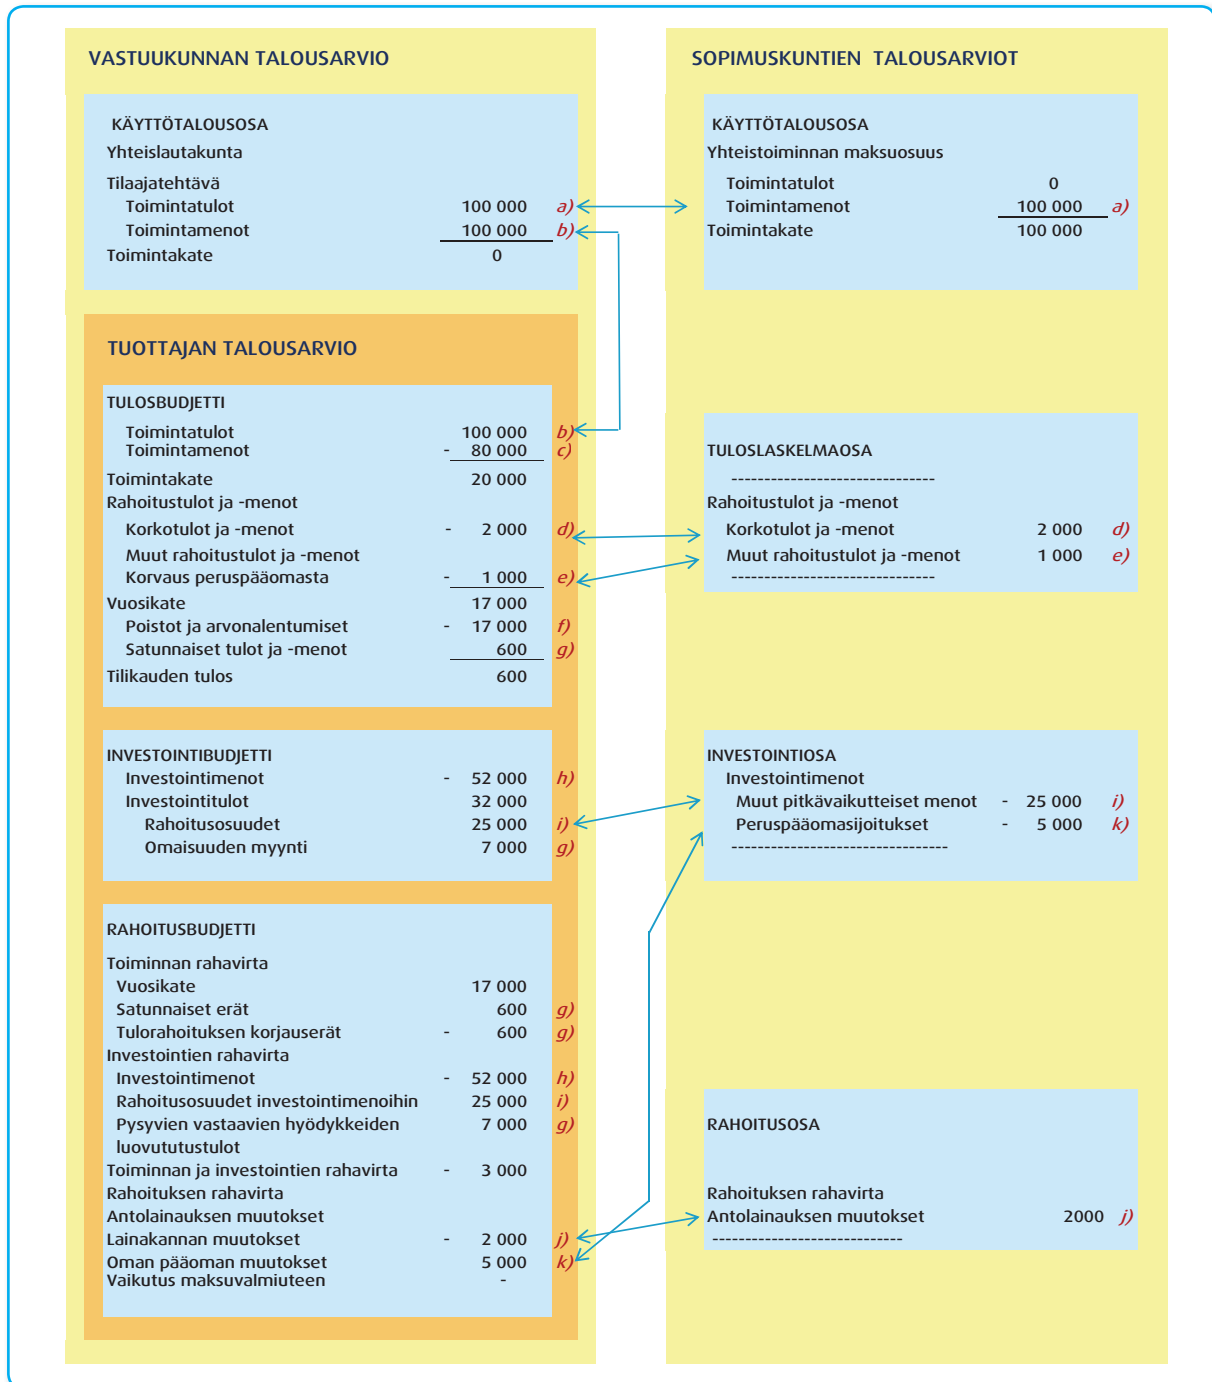 VASTUUKUNNAN TALOUSARVIO
KÄYTTÖTALOUSOSA
Yhteislautakunta
Tilaajatehtävä
Toimintatulot 100 000 a)
Toimintamenot 100 000 b)
Toimintakate 0
TUOTTAJAN TALOUSARVIO
TULOSBUDJETTI
Toimintatulot 100 000 b)
Toimintamenot - 80 000 c)
Toimintakate 20 000
Rahoitustulot ja -menot
Korkotulot ja -menot - 2 000 d)
Muut rahoitustulot ja -menot
Korvaus peruspääomasta - 1 000 e)
Vuosikate 17 000
Poistot ja arvonalentumiset - 17 000 f)
Satunnaiset tulot ja -menot 600 g)
Tilikauden tulos 600
INVESTOINTIBUDJETTI
Investointimenot - 52 000 h)
Investointitulot 32 000
Rahoitusosuudet 25 000 i)
Omaisuuden myynti 7 000 g)
RAHOITUSBUDJETTI
Toiminnan rahavirta
Vuosikate 17 000
Satunnaiset erät 600 g)
Tulorahoituksen korjauserät - 600 g)
Investointien rahavirta
Investointimenot - 52 000 h)
Rahoitusosuudet investointimenoihin 25 000 i)
Pysyvien vastaavien hyödykkeiden 7 000 g)
luovututustulot
Toiminnan ja investointien rahavirta - 3 000
Rahoituksen rahavirta
Antolainauksen muutokset
Lainakannan muutokset - 2 000 j)
Oman pääoman muutokset 5 000 k)
Vaikutus maksuvalmiuteen -
SOPIMUSKUNTIEN TALOUSARVIOT
KÄYTTÖTALOUSOSA
Yhteistoiminnan maksuosuus
Toimintatulot 0
Toimintamenot 100 000 a)
Toimintakate 100 000
TULOSLASKELMAOSA
-------------------------------
Rahoitustulot ja -menot
Korkotulot ja -menot 2 000 d)
Muut rahoitustulot ja -menot 1 000 e)
-------------------------------
INVESTOINTIOSA
Investointimenot
Muut pitkävaikutteiset menot - 25 000 i)
Peruspääomasijoitukset - 5 000 k)
---------------------------------
RAHOITUSOSA
Rahoituksen rahavirta
Antolainauksen muutokset 2000 j)
-----------------------------